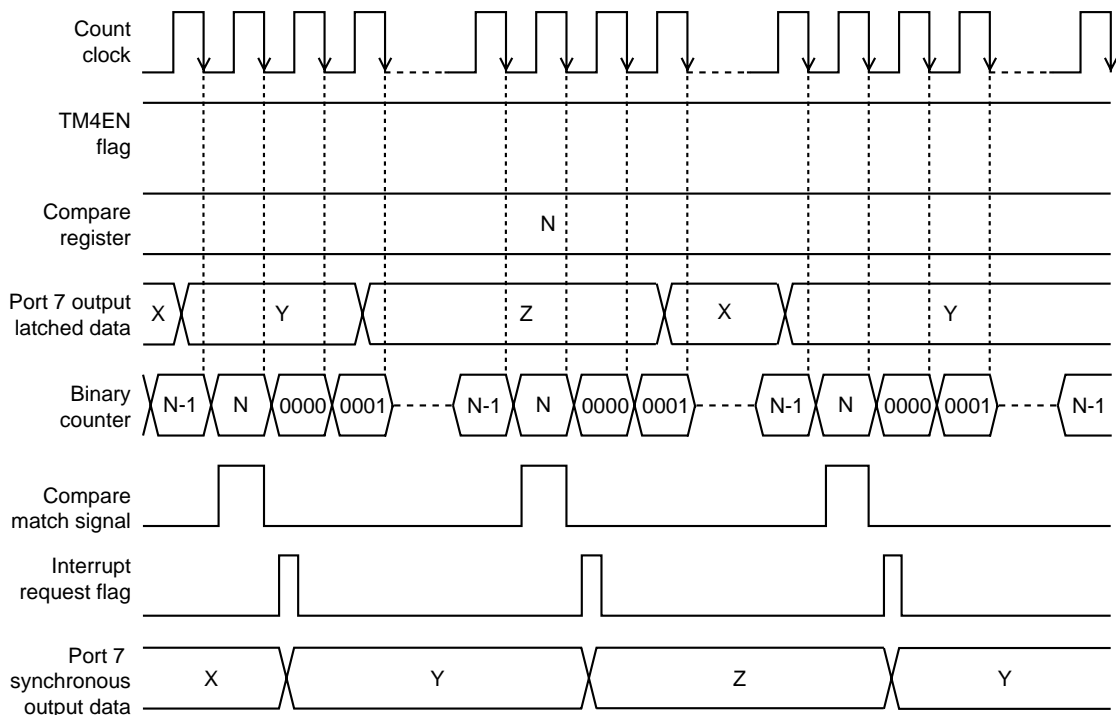 Count
clock
TM4EN
flag
Compare
register
N
Port 7 output
latched data
X Y Z X Y
Binary
counter
N-1 N 0000 0001 N-1 N 0000 0001 N-1 N 0000 0001 N-1
Compare
match signal
Interrupt
request flag
Port 7
synchronous
output data
X Y Z Y